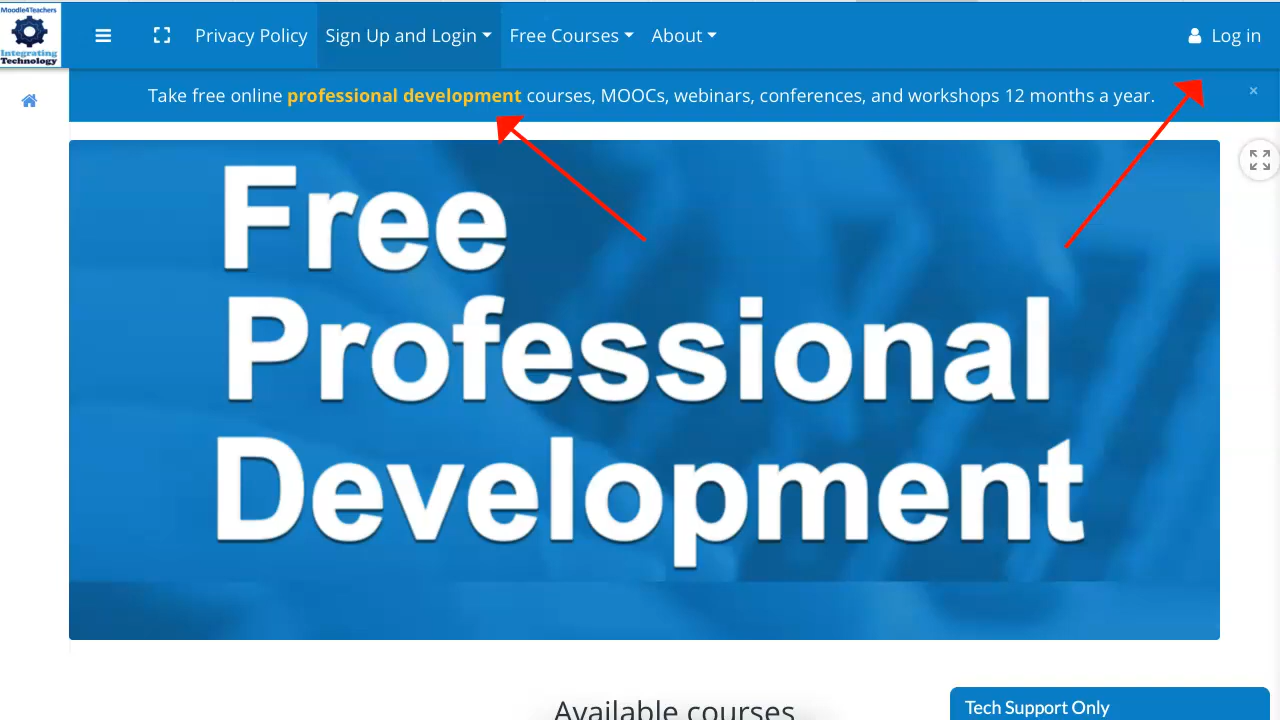 Moodle4Teachers
Integrating
Technology
Privacy Policy
Sign Up and Login
Free Courses
About
Log in
Take free online professional development courses, MOOCs, webinars, conferences, and workshops 12 months a year.
×
Free
Professional
Development
Available courses
Tech Support Only